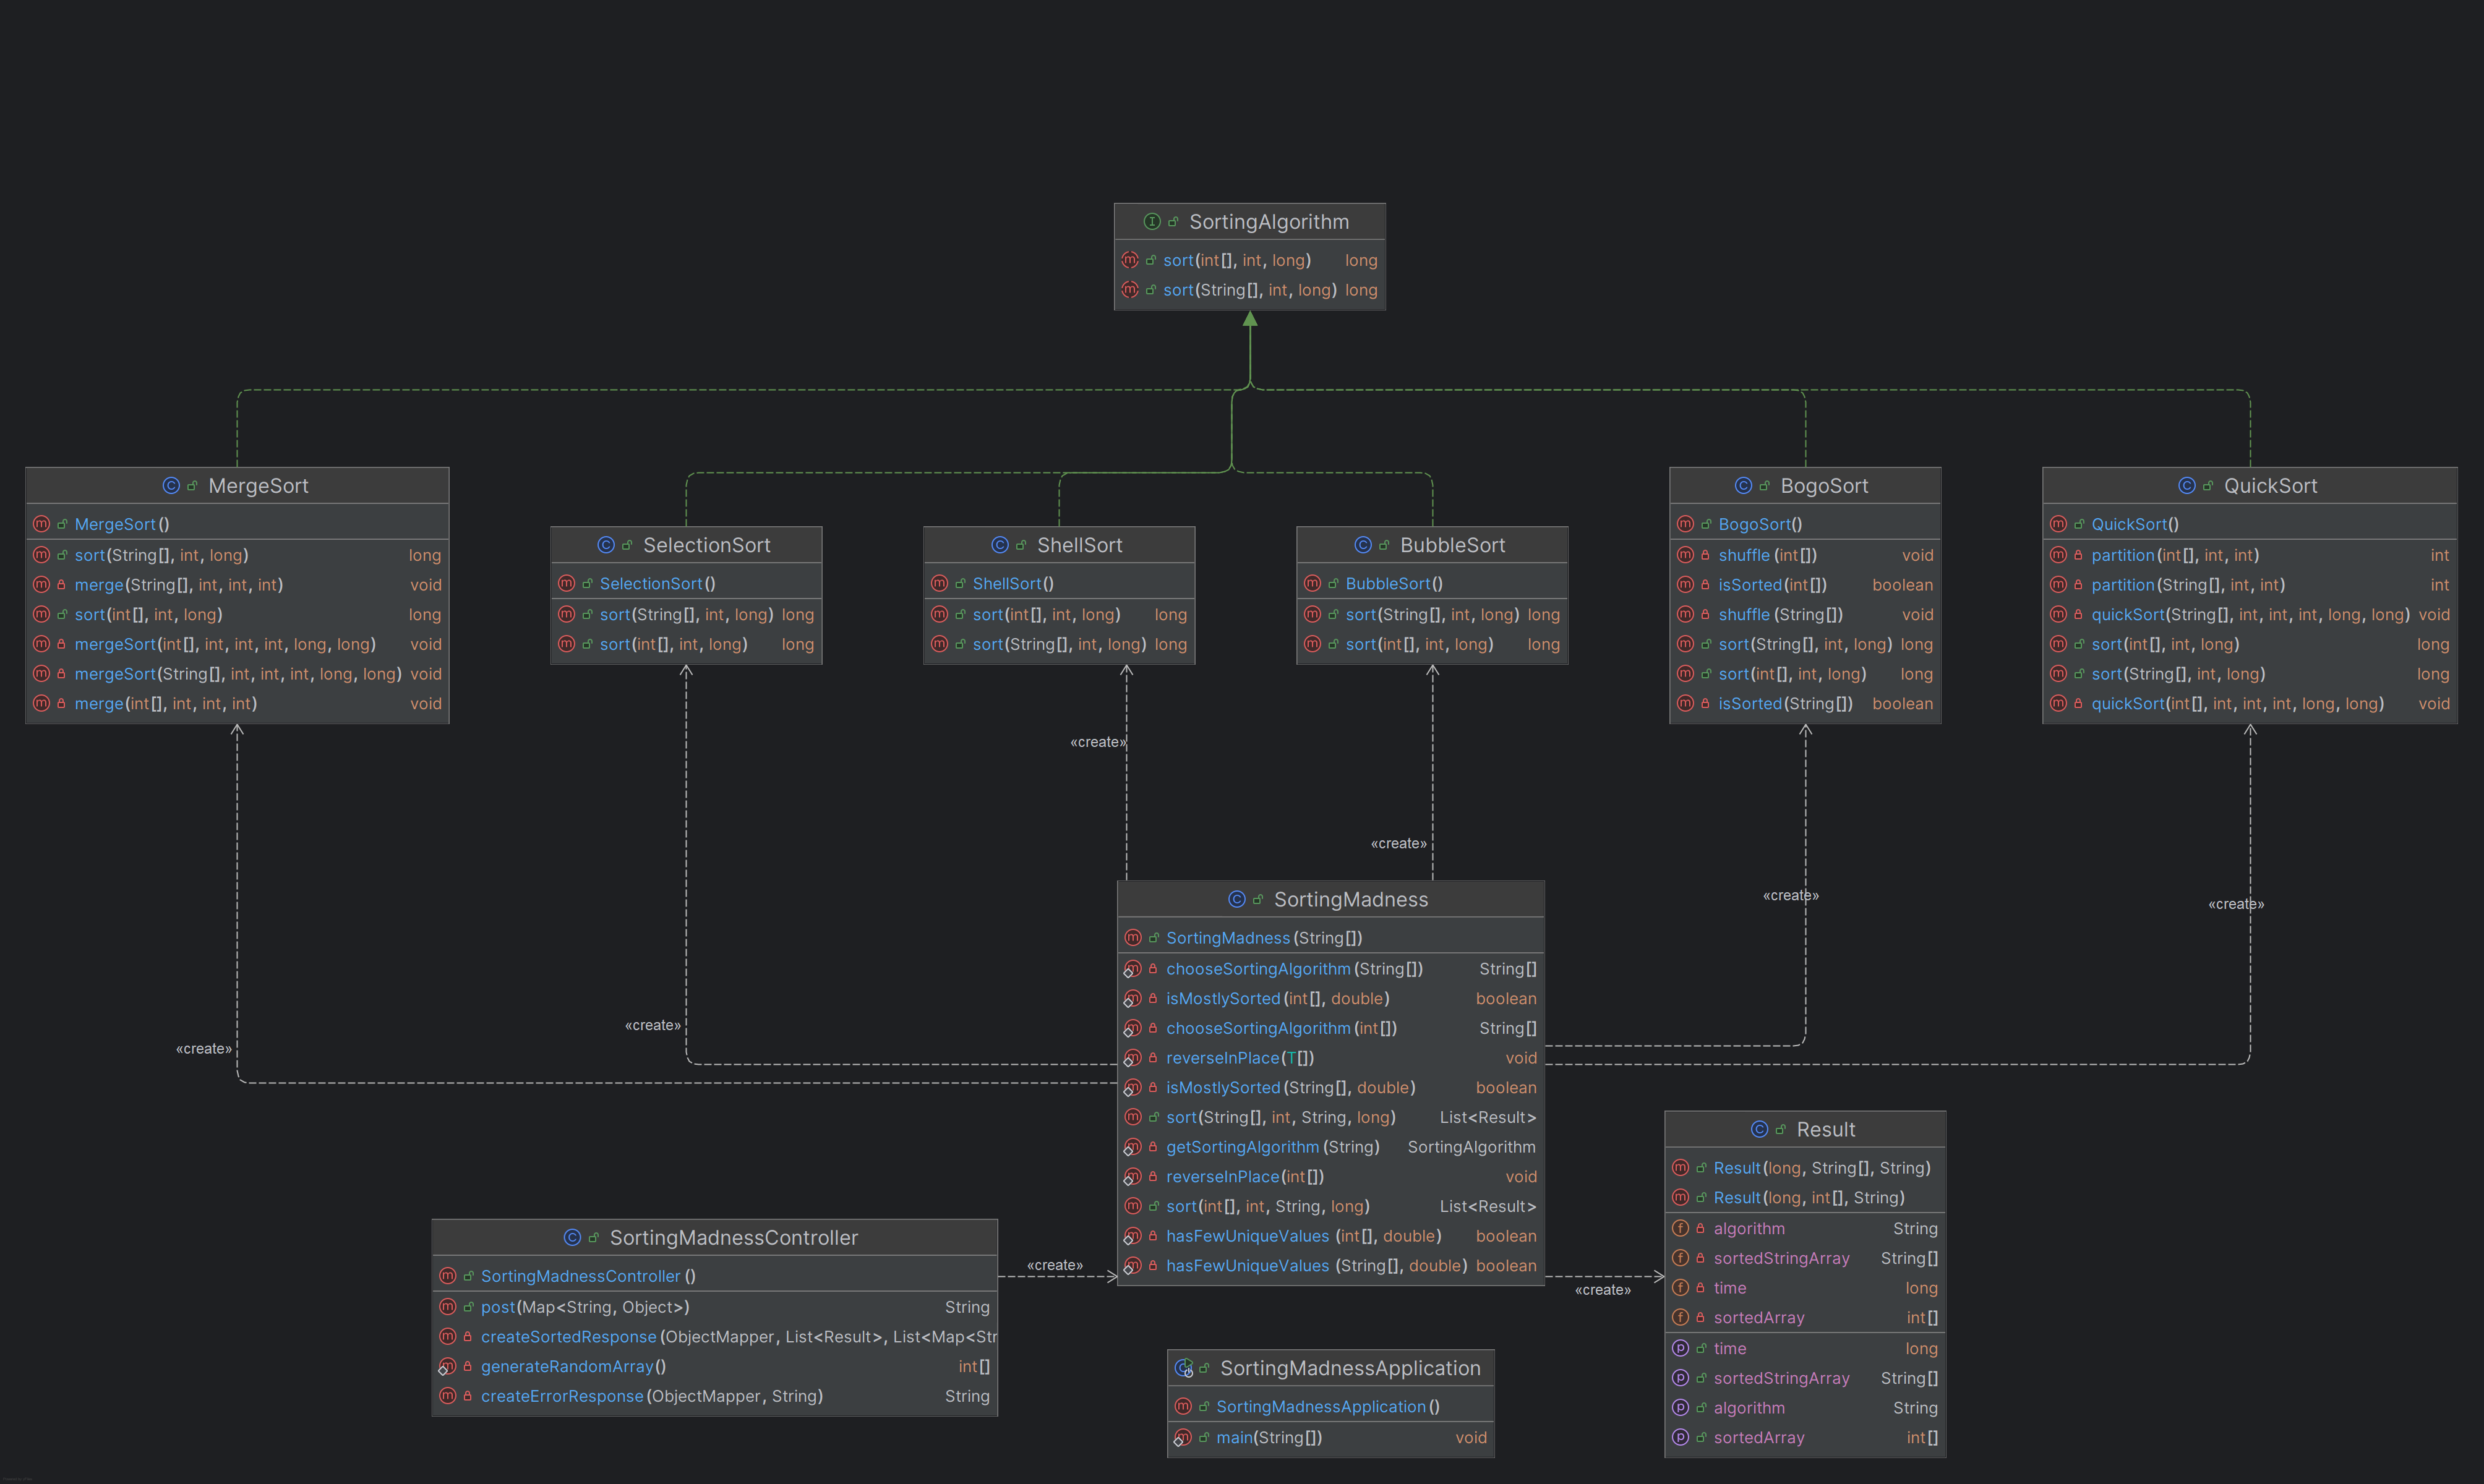 SortingAlgorithm
sort(int[], int, long) long
sort(String[], int, long) long
MergeSort
MergeSort()
sort(String[], int, long) long
merge(String[], int, int, int) void
sort(int[], int, long) long
mergeSort(int[], int, int, int, long, long) void
mergeSort(String[], int, int, int, long, long) void
merge(int[], int, int, int) void
SelectionSort
SelectionSort()
sort(String[], int, long) long
sort(int[], int, long) long
ShellSort
ShellSort()
sort(int[], int, long) long
sort(String[], int, long) long
BubbleSort
BubbleSort()
sort(String[], int, long) long
sort(int[], int, long) long
BogoSort
BogoSort()
shuffle(int[]) void
isSorted(int[]) boolean
shuffle(String[]) void
sort(String[], int, long) long
sort(int[], int, long) long
isSorted(String[]) boolean
QuickSort
QuickSort()
partition(int[], int, int) int
partition(String[], int, int) int
quickSort(String[], int, int, int, long, long) void
sort(int[], int, long) long
sort(String[], int, long) long
quickSort(int[], int, int, int, long, long) void
«create»
«create»
«create»
«create»
«create»
«create»
SortingMadness
SortingMadness(String[])
chooseSortingAlgorithm(String[]) String[]
isMostlySorted(int[], double) boolean
chooseSortingAlgorithm(int[]) String[]
reverseInPlace(T[]) void
isMostlySorted(String[], double) boolean
sort(String[], int, String, long) List<Result>
getSortingAlgorithm(String) SortingAlgorithm
reverseInPlace(int[]) void
sort(int[], int, String, long) List<Result>
hasFewUniqueValues(int[], double) boolean
hasFewUniqueValues(String[], double) boolean
SortingMadnessController
SortingMadnessController()
post(Map<String, Object>) String
createSortedResponse(ObjectMapper, List<Result>, List<Map<Str
generateRandomArray() int[]
createErrorResponse(ObjectMapper, String) String
«create»
«create»
Result
Result(long, String[], String)
Result(long, int[], String)
algorithm String
sortedStringArray String[]
time long
sortedArray int[]
time long
sortedStringArray String[]
algorithm String
sortedArray int[]
SortingMadnessApplication
SortingMadnessApplication()
main(String[]) void